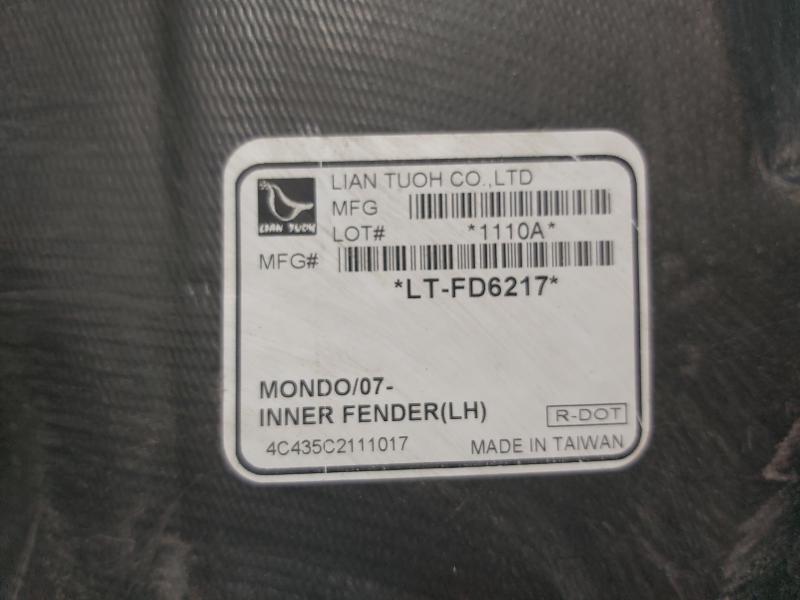 LIAN TUOH
LIAN TUOH CO.,LTD
MFG
LOT# *1110A*
MFG#
*LT-FD6217*
MONDO/07-
INNER FENDER(LH)
R-DOT
4C435C2111017
MADE IN TAIWAN